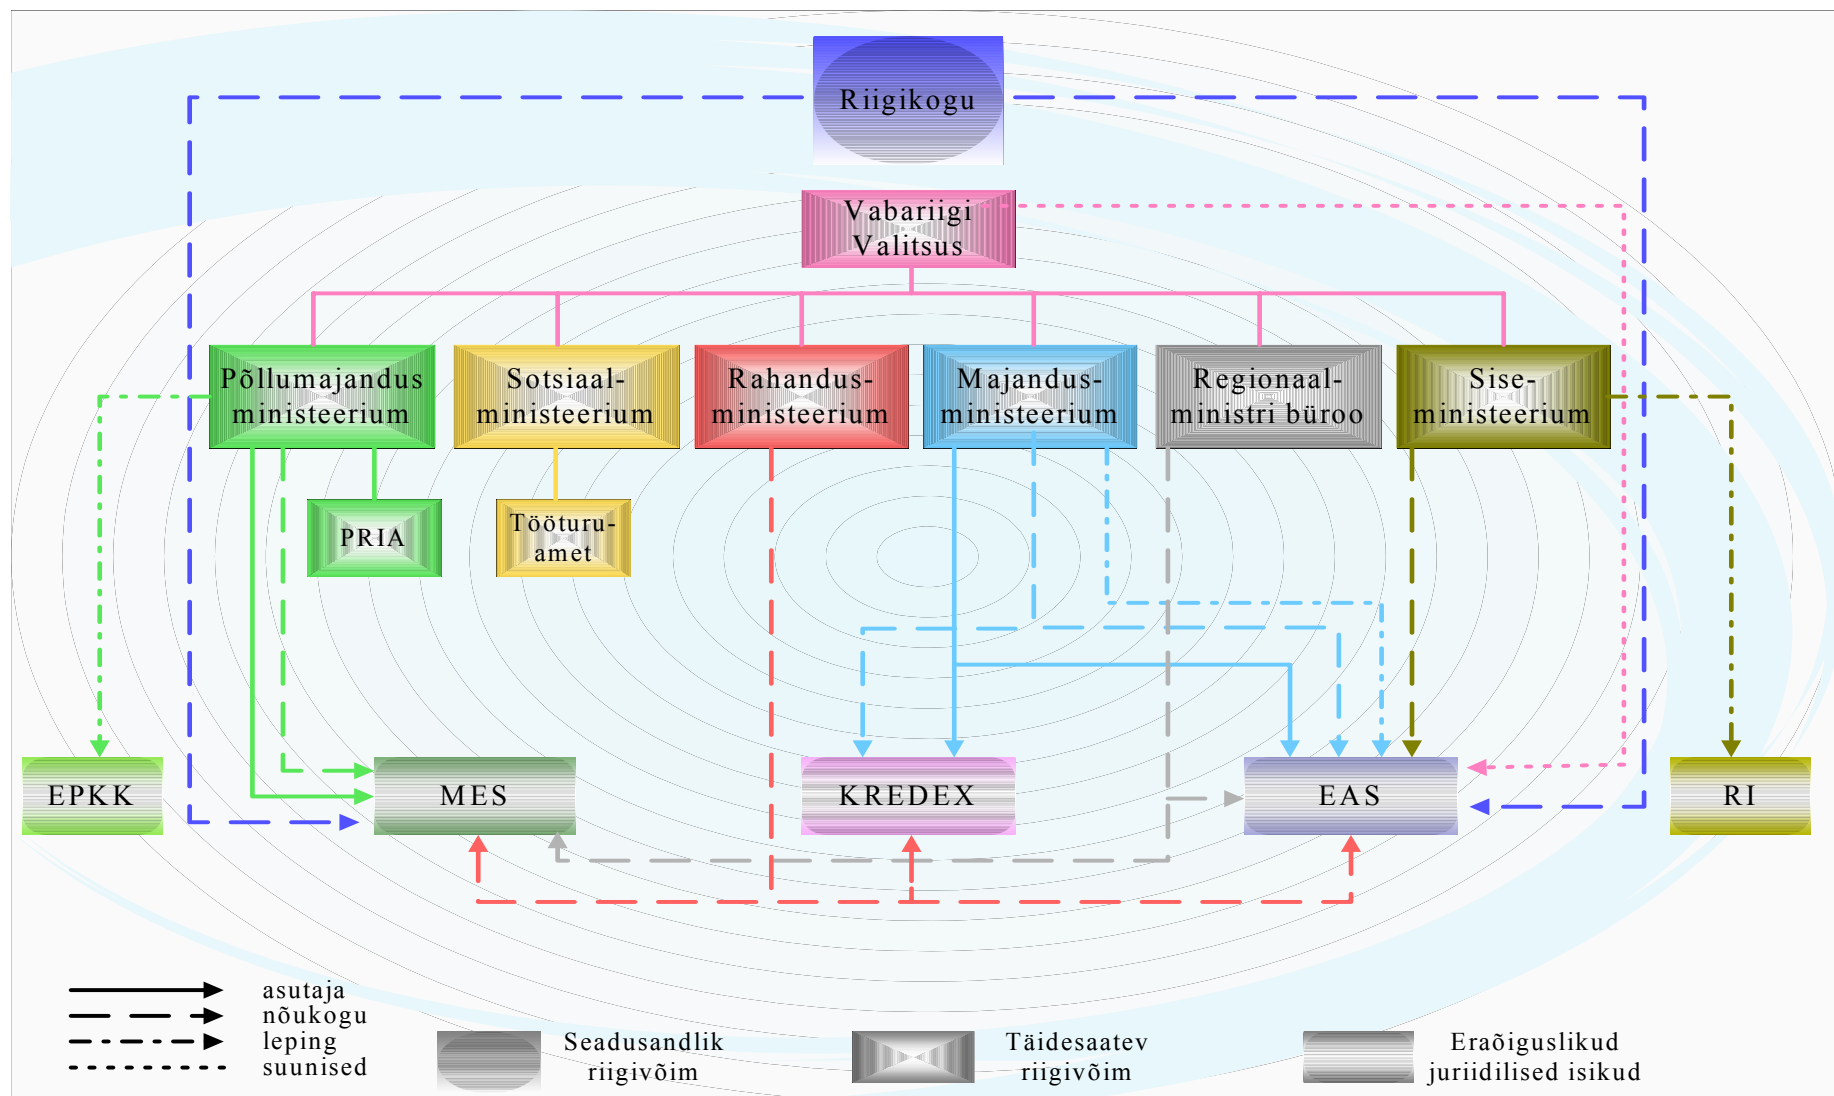 Riigikogu
Vabariigi
Valitsus
Põllumajandus
ministeerium
Sotsiaal-
ministeerium
Rahandus-
ministeerium
Majandus-
ministeerium
Regionaal-
ministri büroo
Sise-
ministeerium
PRIA
Tööturu-
amet
EPKK
MES
KREDEX
EAS
RI
asutaja
nõukogu
leping
suunised
Seadusandlik
riigivõim
Täidesaatev
riigivõim
Eraõiguslikud
juriidilised isikud